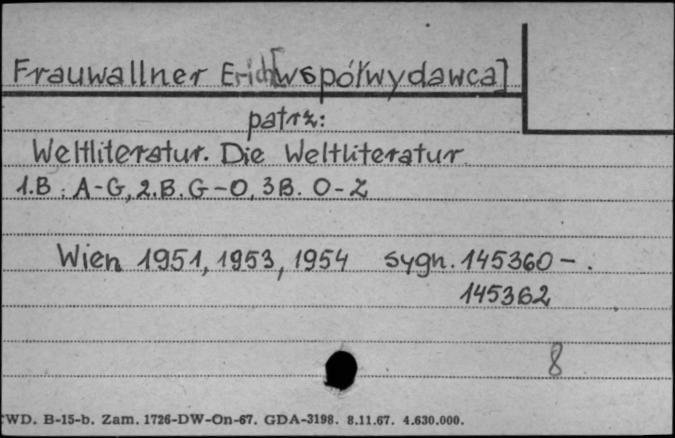 Frauwallner Erich [współwydawca]
patrz:
Weltliteratur. Die Weltliteratur
1.B. A-G, 2.B. G-O, 3B. O-Z
Wien 1951, 1953, 1954 sygn. 145360-.
145362
8
WD. B-15-b. Zam. 1726-DW-On-67. GDA-3198. 8.11.67. 4.630.000.